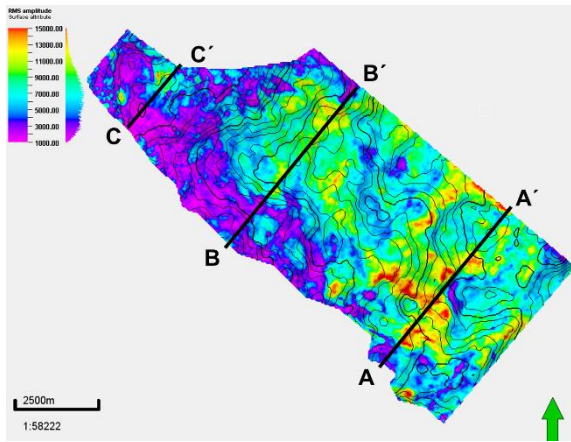 RMS amplitude
Surface attribute
15000.00
13000.00
11000.00
9000.00
7000.00
5000.00
3000.00
1000.00
C´
B´
C
A´
B
A
2500m
1:58222